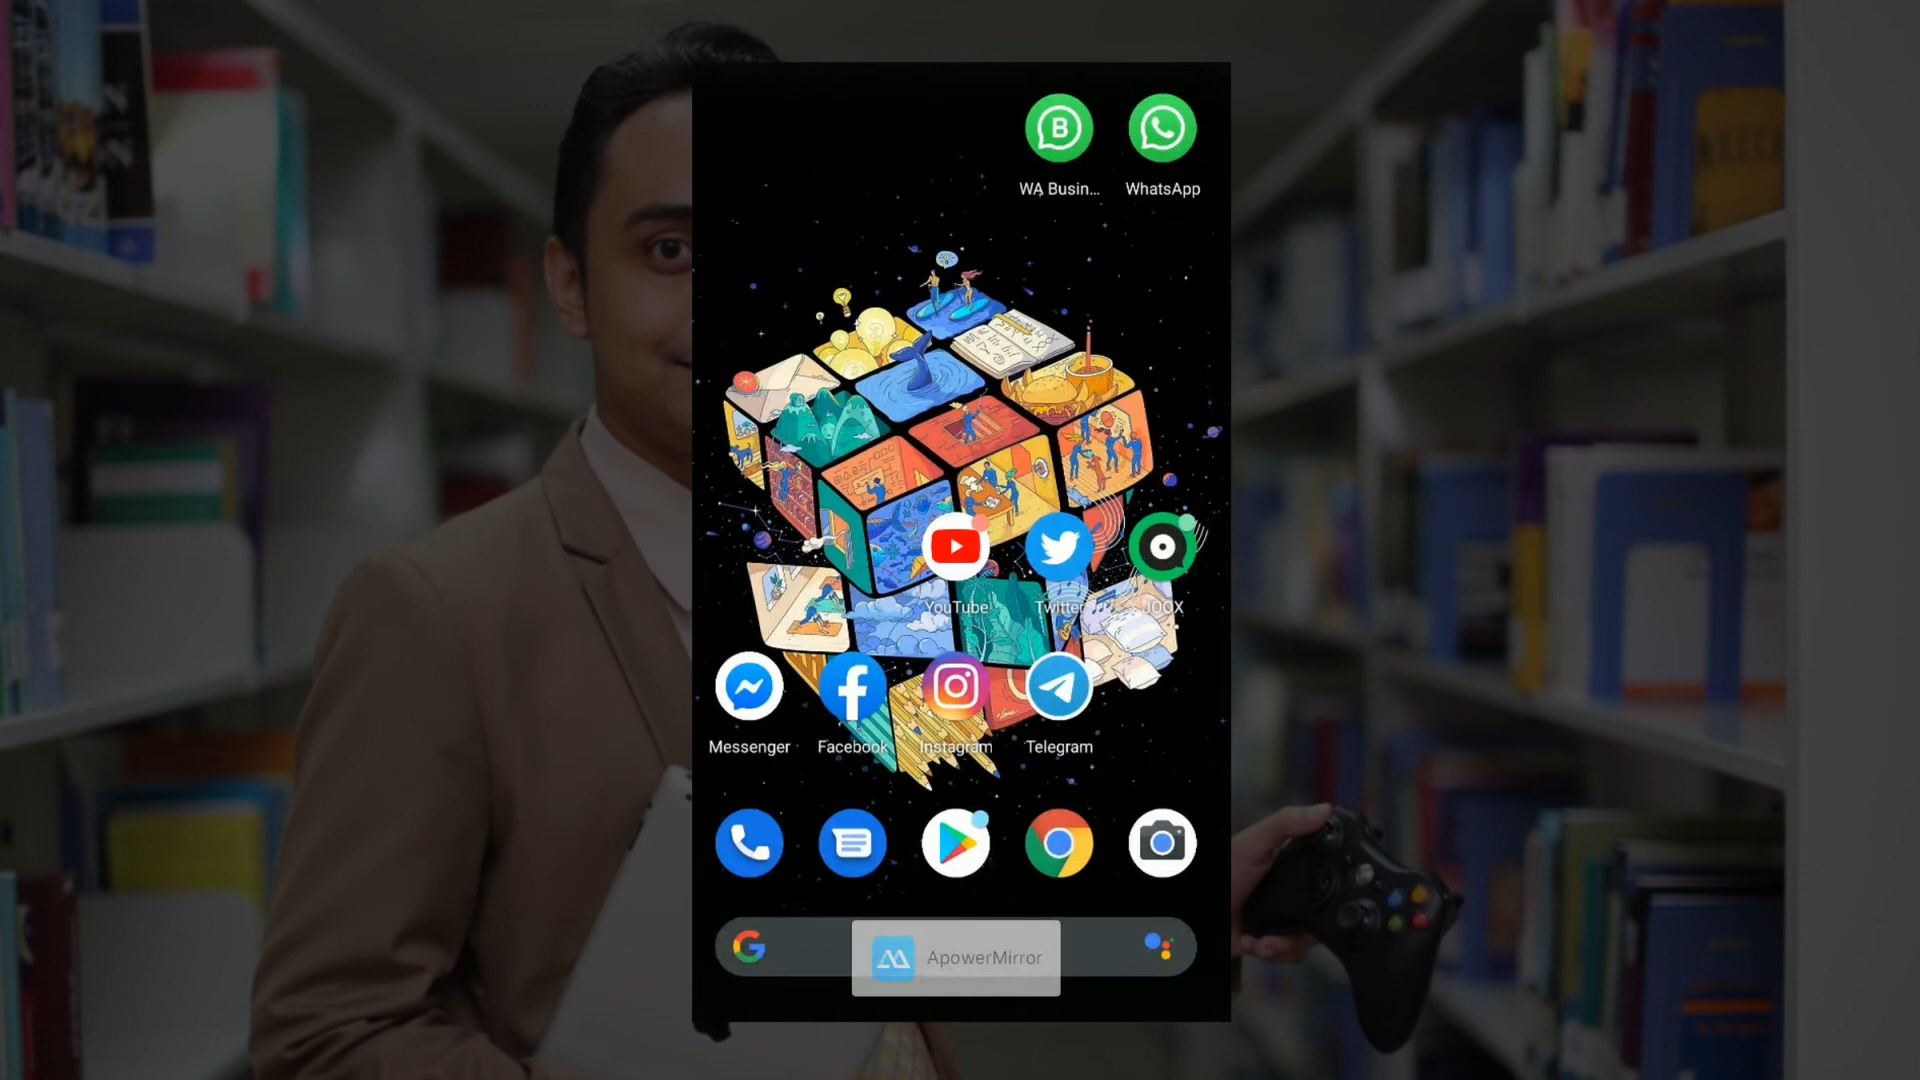 WA Busin...
WhatsApp
YouTube
Twitter
JOOX
Messenger
Facebook
Instagram
Telegram
ApowerMirror